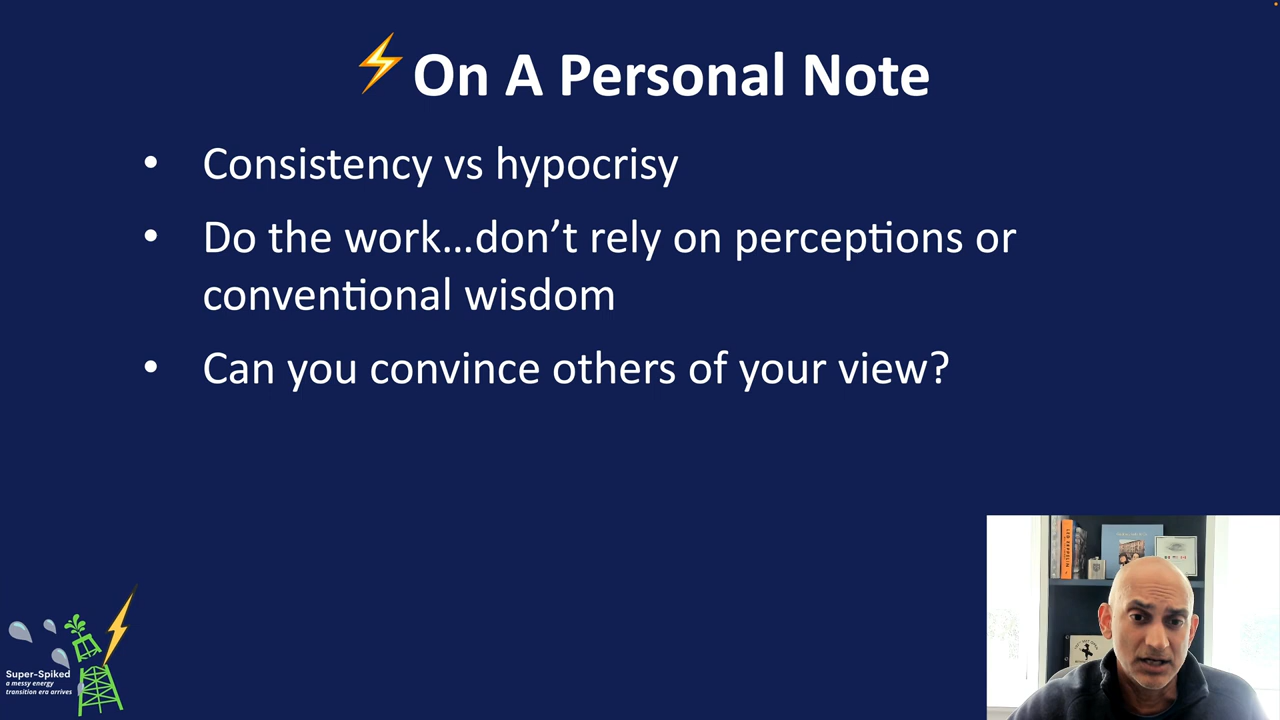 On A Personal Note
• Consistency vs hypocrisy
• Do the work…don’t rely on perceptions or
conventional wisdom
• Can you convince others of your view?
Super-Spiked
a messy energy
transition era arrives